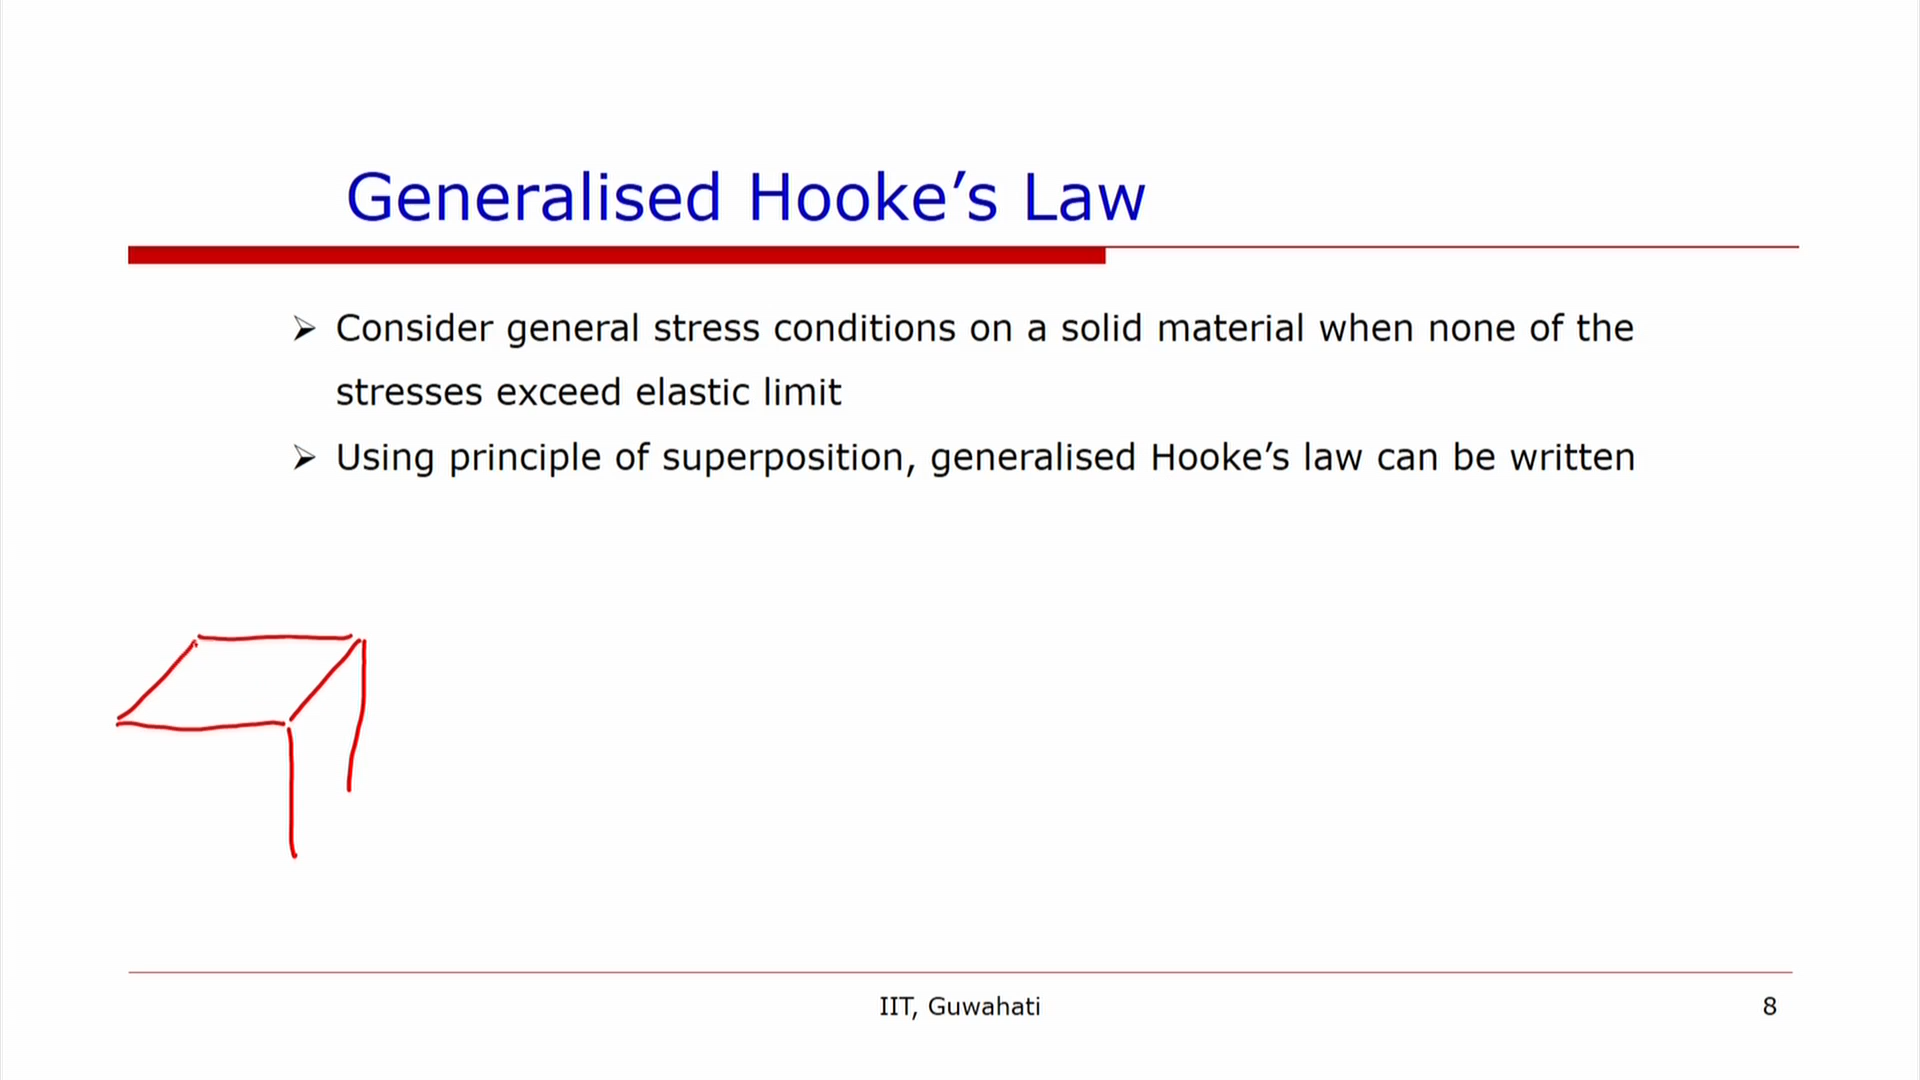 Generalised Hooke’s Law
➢ Consider general stress conditions on a solid material when none of the
stresses exceed elastic limit
➢ Using principle of superposition, generalised Hooke’s law can be written
IIT, Guwahati
8